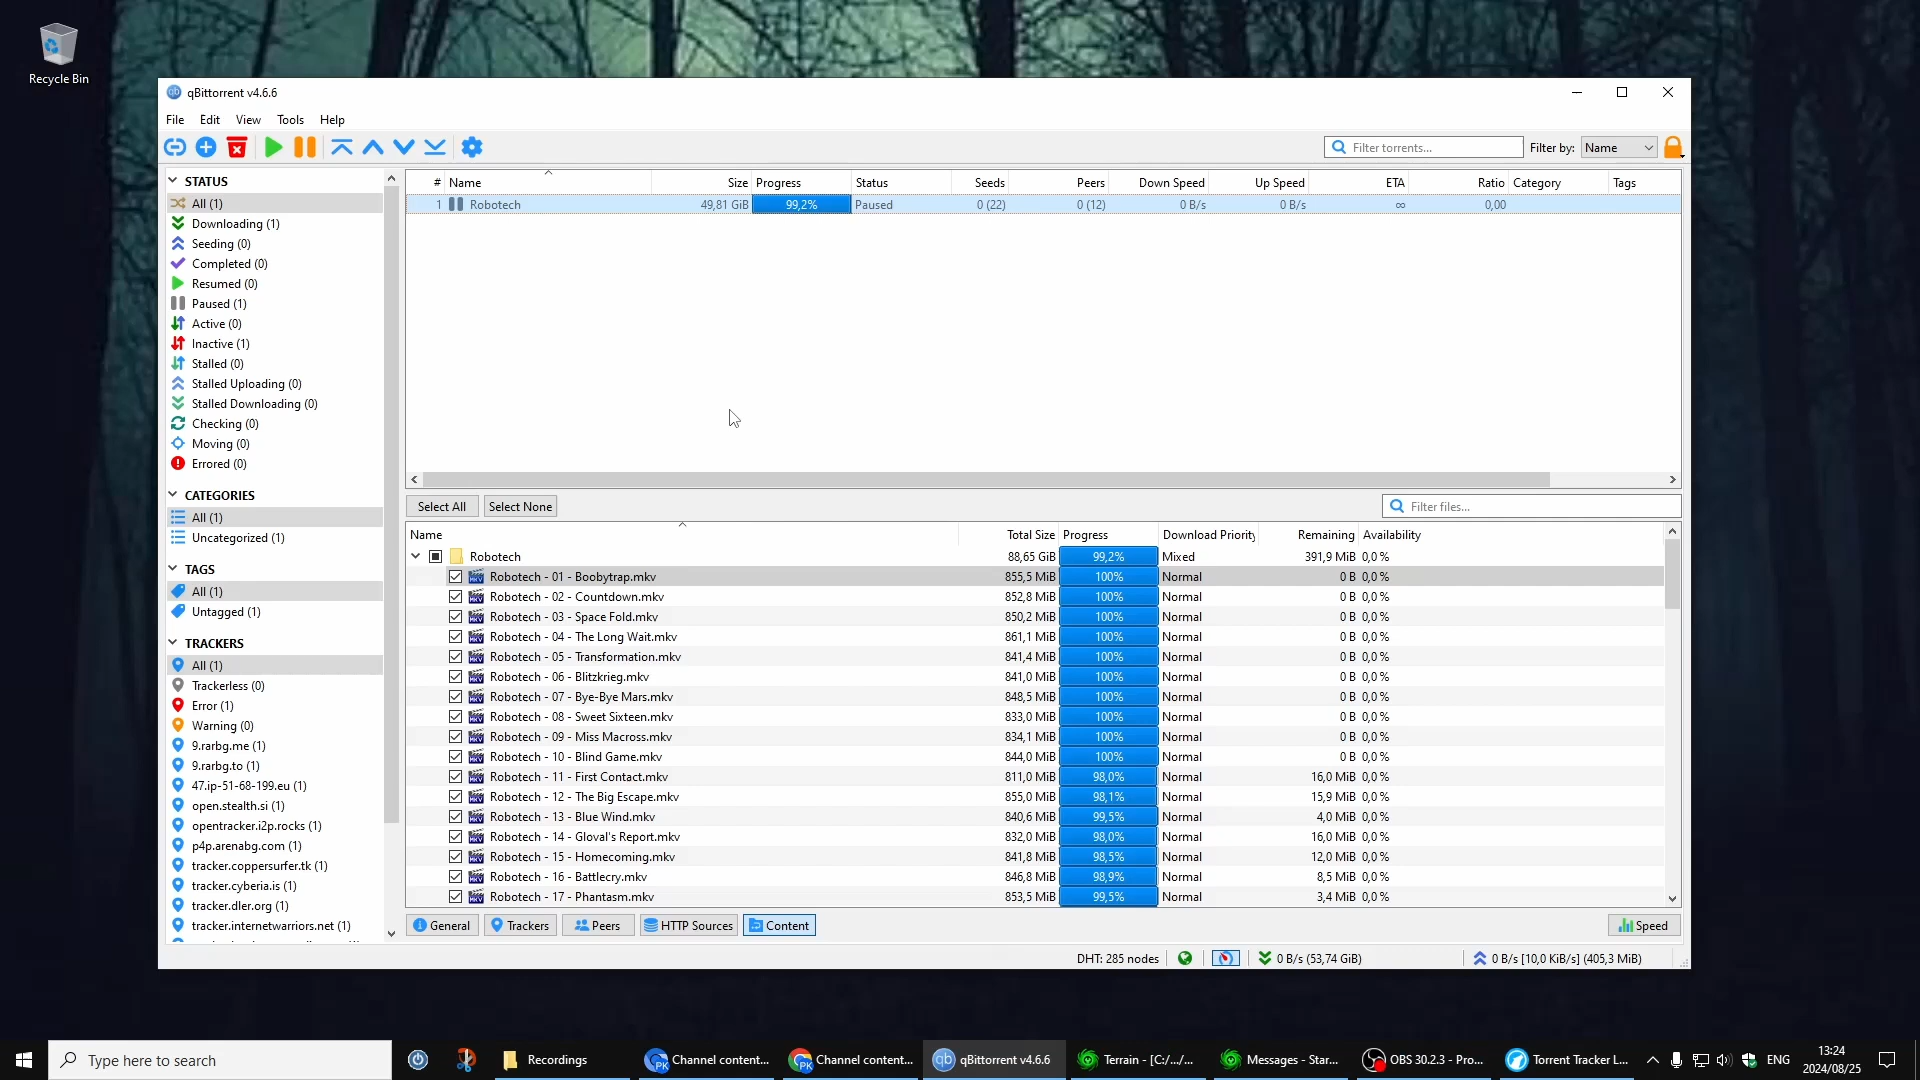 Recycle Bin
qBittorrent v4.6.6
File Edit View Tools Help
Filter torrents... Filter by: Name
STATUS
All (1)
Downloading (1)
Seeding (0)
Completed (0)
Resumed (0)
Paused (1)
Active (0)
Inactive (1)
Stalled (0)
Stalled Uploading (0)
Stalled Downloading (0)
Checking (0)
Moving (0)
Errored (0)
CATEGORIES
All (1)
Uncategorized (1)
TAGS
All (1)
Untagged (1)
TRACKERS
All (1)
Trackerless (0)
Error (1)
Warning (0)
9.rarbg.me (1)
9.rarbg.to (1)
47.ip-51-68-199.eu (1)
open.stealth.si (1)
opentracker.i2p.rocks (1)
p4p.arenabg.com (1)
tracker.coppersurfer.tk (1)
tracker.cyberia.is (1)
tracker.dler.org (1)
tracker.internetwarriors.net (1)
# Name Size Progress Status Seeds Peers Down Speed Up Speed ETA Ratio Category Tags
1 Robotech 49,81 GiB 99,2% Paused 0 (22) 0 (12) 0 B/s 0 B/s ∞ 0,00
Select All Select None Filter files...
Name Total Size Progress Download Priority Remaining Availability
Robotech 88,65 GiB 99,2% Mixed 391,9 MiB 0,0 %
Robotech - 01 - Boobytrap.mkv 855,5 MiB 100% Normal 0 B 0,0 %
Robotech - 02 - Countdown.mkv 852,8 MiB 100% Normal 0 B 0,0 %
Robotech - 03 - Space Fold.mkv 850,2 MiB 100% Normal 0 B 0,0 %
Robotech - 04 - The Long Wait.mkv 861,1 MiB 100% Normal 0 B 0,0 %
Robotech - 05 - Transformation.mkv 841,4 MiB 100% Normal 0 B 0,0 %
Robotech - 06 - Blitzkrieg.mkv 841,0 MiB 100% Normal 0 B 0,0 %
Robotech - 07 - Bye-Bye Mars.mkv 848,5 MiB 100% Normal 0 B 0,0 %
Robotech - 08 - Sweet Sixteen.mkv 833,0 MiB 100% Normal 0 B 0,0 %
Robotech - 09 - Miss Macross.mkv 834,1 MiB 100% Normal 0 B 0,0 %
Robotech - 10 - Blind Game.mkv 844,0 MiB 100% Normal 0 B 0,0 %
Robotech - 11 - First Contact.mkv 811,0 MiB 98,0% Normal 16,0 MiB 0,0 %
Robotech - 12 - The Big Escape.mkv 855,0 MiB 98,1% Normal 15,9 MiB 0,0 %
Robotech - 13 - Blue Wind.mkv 840,6 MiB 99,5% Normal 4,0 MiB 0,0 %
Robotech - 14 - Gloval's Report.mkv 832,0 MiB 98,0% Normal 16,0 MiB 0,0 %
Robotech - 15 - Homecoming.mkv 841,8 MiB 98,5% Normal 12,0 MiB 0,0 %
Robotech - 16 - Battlecry.mkv 846,8 MiB 98,9% Normal 8,5 MiB 0,0 %
Robotech - 17 - Phantasm.mkv 853,5 MiB 99,5% Normal 3,4 MiB 0,0 %
General Trackers Peers HTTP Sources Content Speed
DHT: 285 nodes 0 B/s (53,74 GiB) 0 B/s [10,0 KiB/s] (405,3 MiB)
Type here to search Recordings Channel content... Channel content... qBittorrent v4.6.6 Terrain - [C:/.../... Messages - Star... OBS 30.2.3 - Pro... Torrent Tracker L... ENG 13:24
2024/08/25